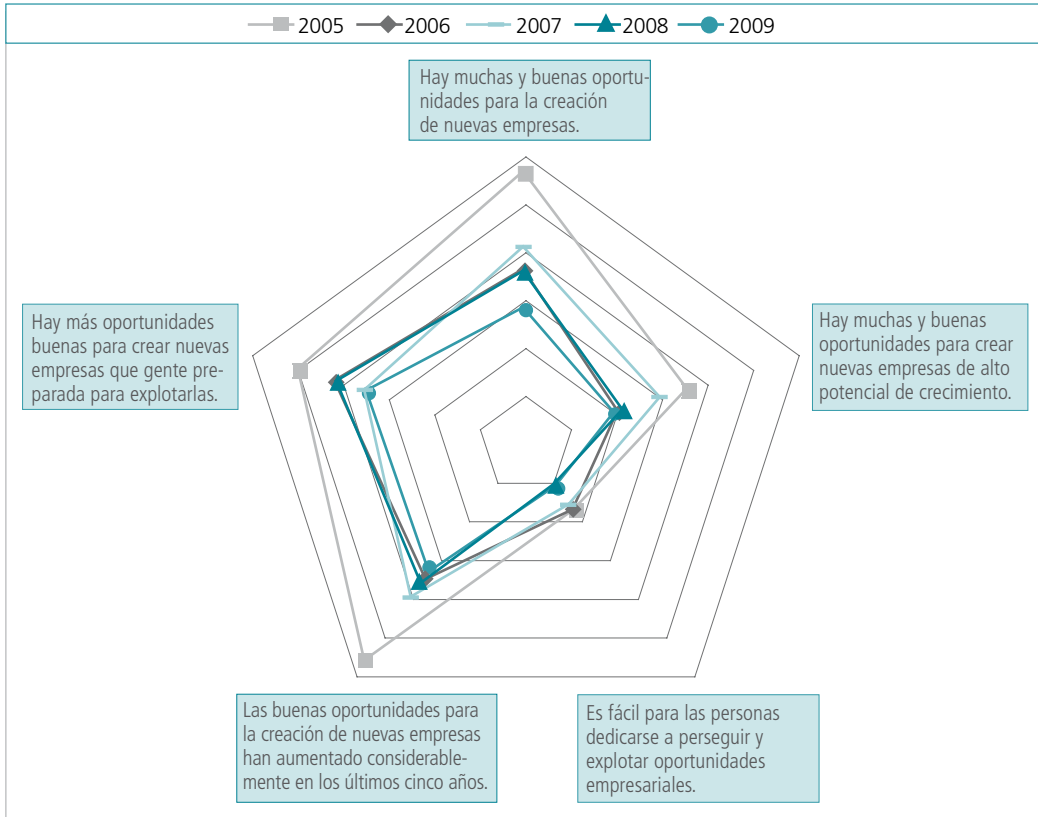 2005 2006 2007 2008 2009
Hay muchas y buenas oportu-
nidades para la creación
de nuevas empresas.
Hay más oportunidades
buenas para crear nuevas
empresas que gente pre-
parada para explotarlas.
Hay muchas y buenas
oportunidades para crear
nuevas empresas de alto
potencial de crecimiento.
Las buenas oportunidades para
la creación de nuevas empresas
han aumentado considerable-
mente en los últimos cinco años.
Es fácil para las personas
dedicarse a perseguir y
explotar oportunidades
empresariales.